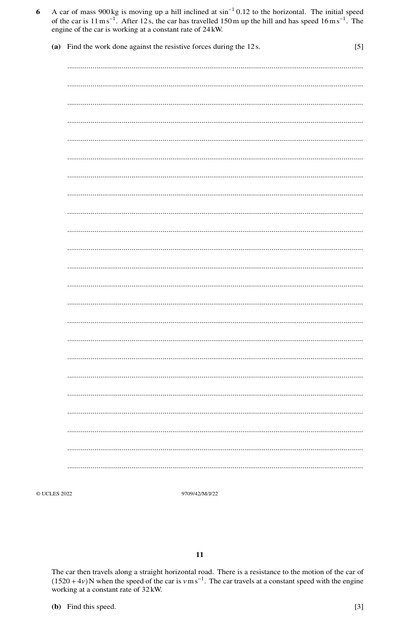 6 A car of mass 900 kg is moving up a hill inclined at sin⁻¹ 0.12 to the horizontal. The initial speed
of the car is 11 m s⁻¹. After 12 s, the car has travelled 150 m up the hill and has speed 16 m s⁻¹. The
engine of the car is working at a constant rate of 24 kW.
(a) Find the work done against the resistive forces during the 12 s. [5]
© UCLES 2022 9709/42/M/J/22
11
The car then travels along a straight horizontal road. There is a resistance to the motion of the car of
(1520 + 4v) N when the speed of the car is v m s⁻¹. The car travels at a constant speed with the engine
working at a constant rate of 32 kW.
(b) Find this speed. [3]